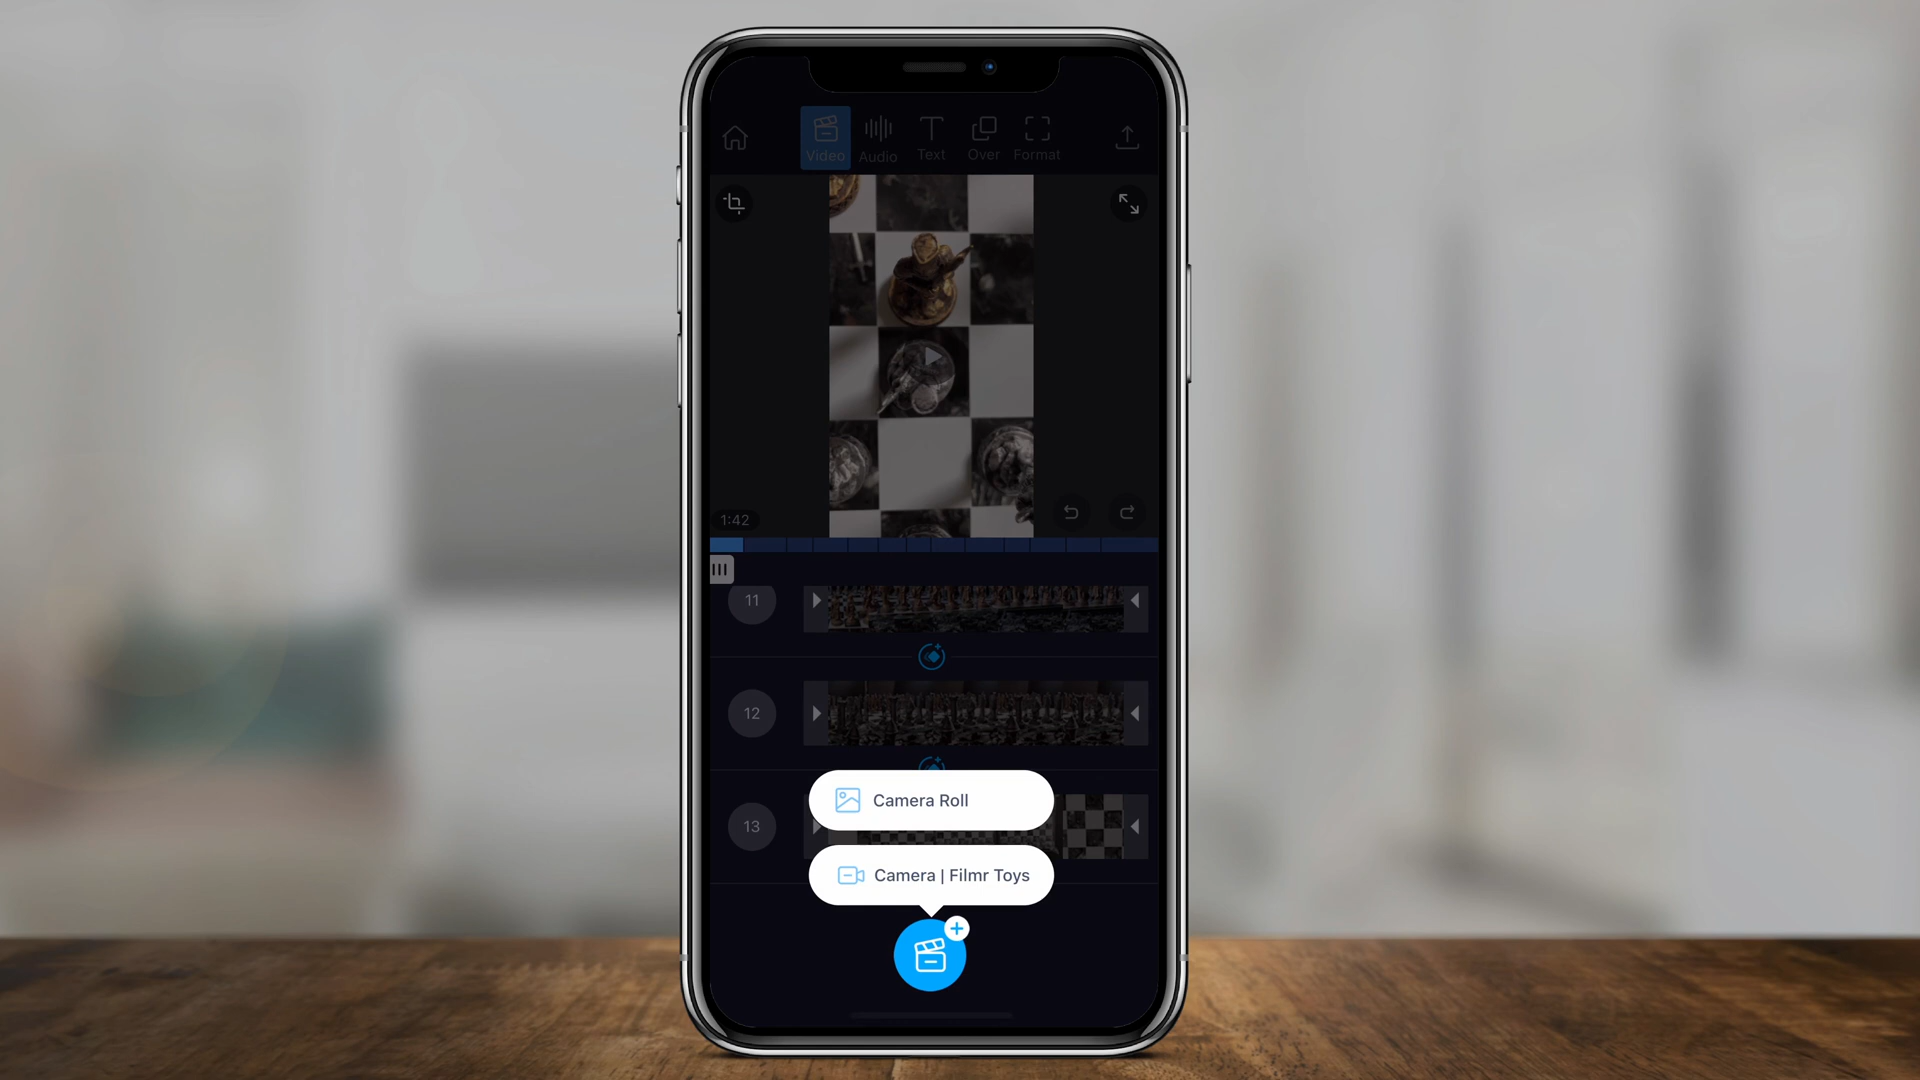 Video Audio Text Over Format
1:42
11
12
Camera Roll
13
Camera | Filmr Toys